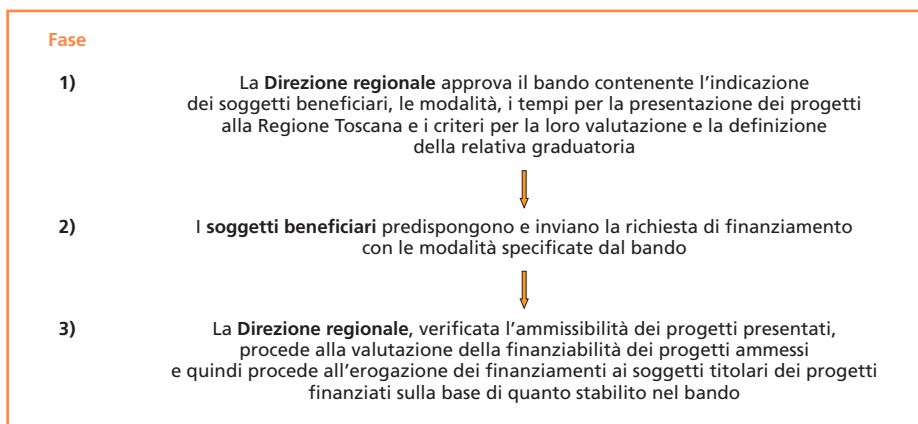 Fase
1) La Direzione regionale approva il bando contenente l’indicazione
dei soggetti beneficiari, le modalità, i tempi per la presentazione dei progetti
alla Regione Toscana e i criteri per la loro valutazione e la definizione
della relativa graduatoria
2) I soggetti beneficiari predispongono e inviano la richiesta di finanziamento
con le modalità specificate dal bando
3) La Direzione regionale, verificata l’ammissibilità dei progetti presentati,
procede alla valutazione della finanziabilità dei progetti ammessi
e quindi procede all’erogazione dei finanziamenti ai soggetti titolari dei progetti
finanziati sulla base di quanto stabilito nel bando